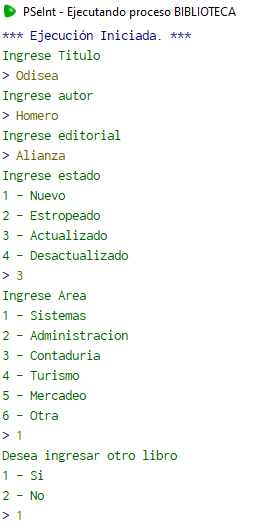 PSeInt - Ejecutando proceso BIBLIOTECA
*** Ejecución Iniciada. ***
Ingrese Titulo
> Odisea
Ingrese autor
> Homero
Ingrese editorial
> Alianza
Ingrese estado
1 - Nuevo
2 - Estropeado
3 - Actualizado
4 - Desactualizado
> 3
Ingrese Area
1 - Sistemas
2 - Administracion
3 - Contaduria
4 - Turismo
5 - Mercadeo
6 - Otra
> 1
Desea ingresar otro libro
1 - Si
2 - No
> 1